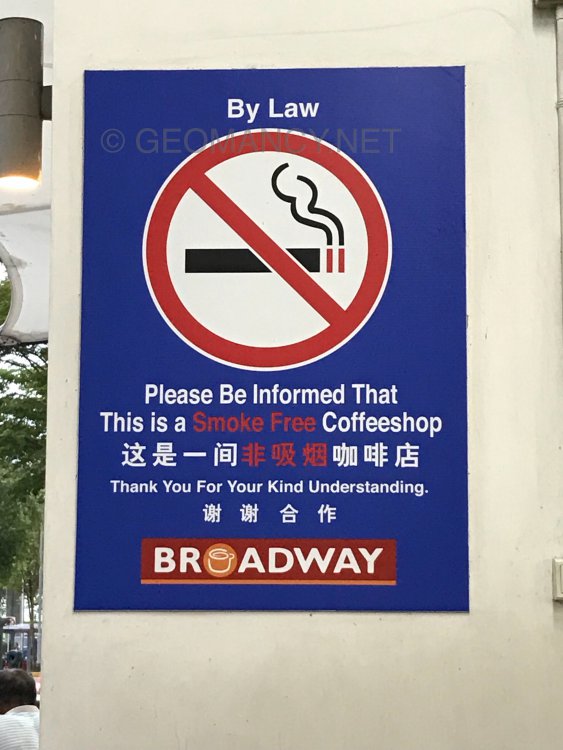 By Law
© GEOMANCY.NET
Please Be Informed That
This is a Smoke Free Coffeeshop
这是一间非吸烟咖啡店
Thank You For Your Kind Understanding.
谢谢合作
BROADWAY